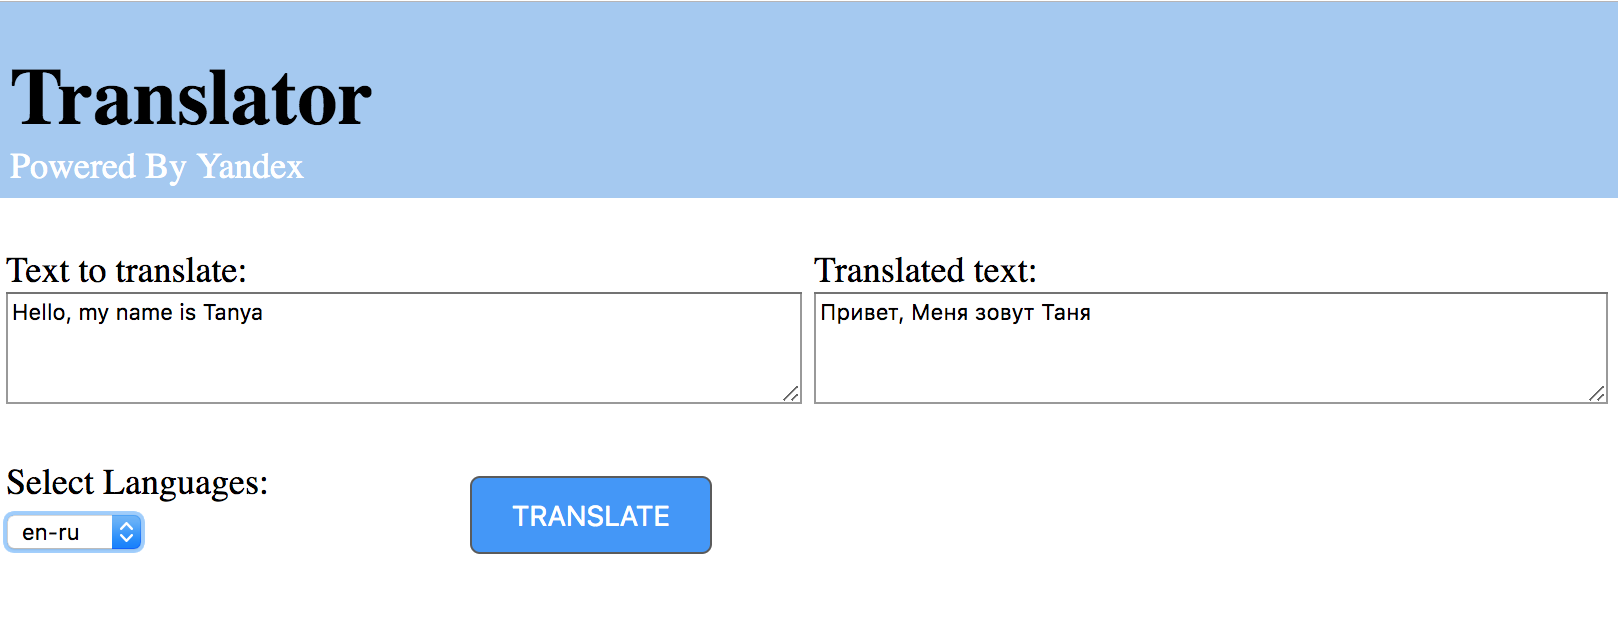 Translator
Powered By Yandex
Text to translate:
Hello, my name is Tanya
Translated text:
Привет, Меня зовут Таня
Select Languages:
en-ru
TRANSLATE